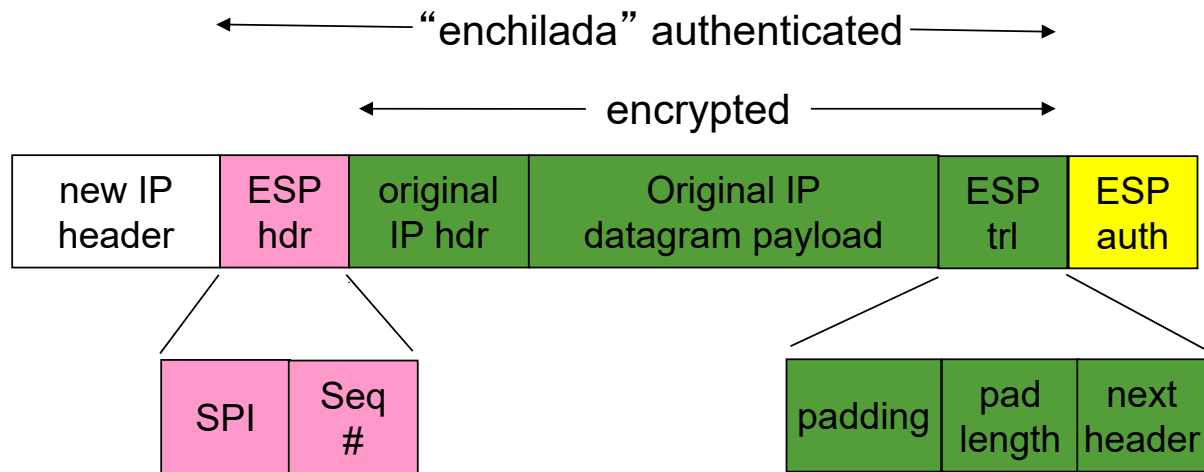 “enchilada” authenticated
encrypted
new IP
header
ESP
hdr
original
IP hdr
Original IP
datagram payload
ESP
trl
ESP
auth
SPI
Seq
#
padding
pad
length
next
header